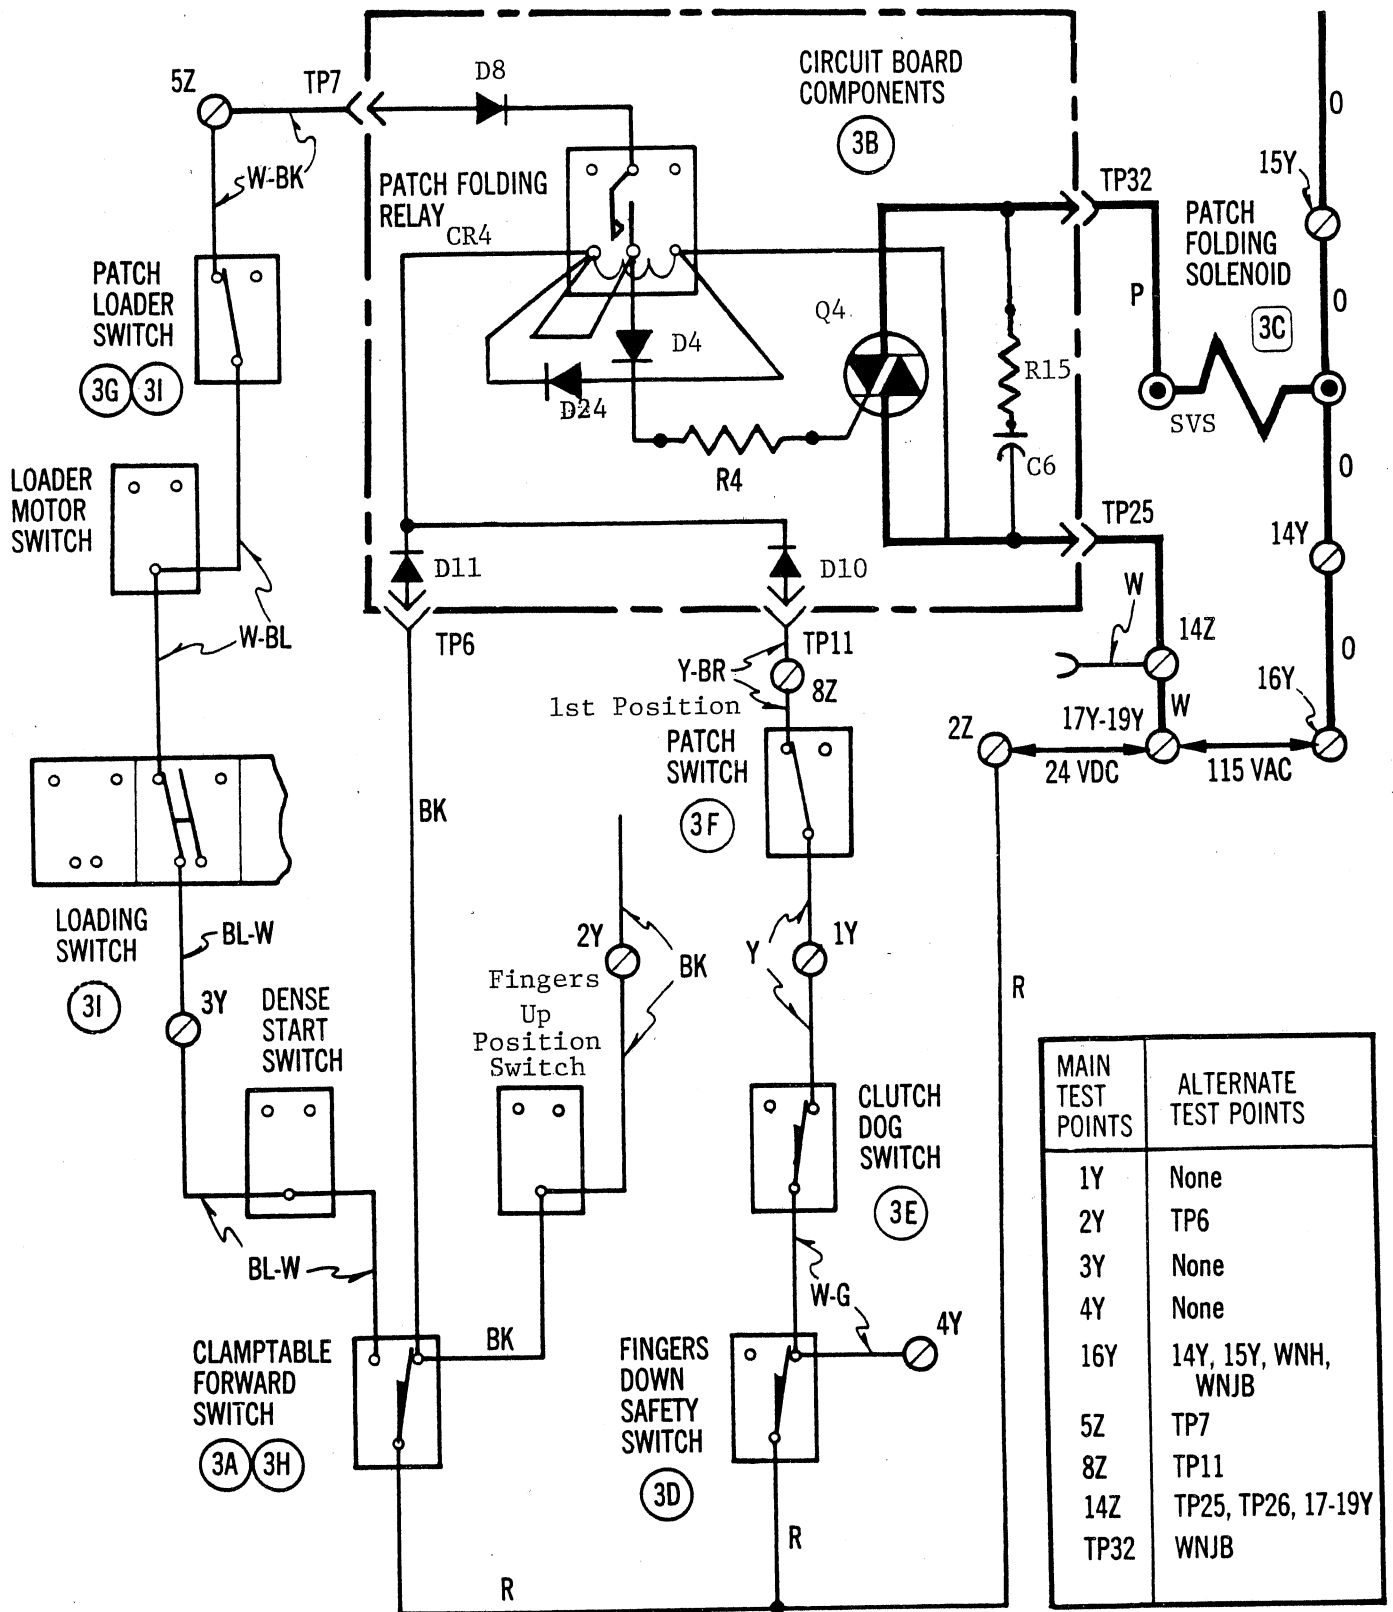 5Z
TP7
D8
CIRCUIT BOARD
COMPONENTS
3B
O
15Y
W-BK
PATCH FOLDING
RELAY
CR4
TP32
PATCH
FOLDING
SOLENOID
3C
O
P
PATCH
LOADER
SWITCH
3G 3I
D4
D24
Q4
R15
SVS
C6
R4
O
LOADER
MOTOR
SWITCH
TP25
14Y
D11
D10
W
W-BL
TP6
TP11
Y-BR
8Z
14Z
O
1st Position
PATCH
SWITCH
3F
2Z
17Y-19Y
W
16Y
24 VDC
115 VAC
BK
LOADING
SWITCH
3I
BL-W
3Y
DENSE
START
SWITCH
2Y
BK
Fingers
Up
Position
Switch
Y
1Y
R
CLUTCH
DOG
SWITCH
3E
BL-W
W-G
4Y
BK
CLAMPTABLE
FORWARD
SWITCH
3A 3H
FINGERS
DOWN
SAFETY
SWITCH
3D
R
R
MAIN
TEST
POINTS
ALTERNATE
TEST POINTS
1Y None
2Y TP6
3Y None
4Y None
16Y 14Y, 15Y, WNH,
WNJB
5Z TP7
8Z TP11
14Z TP25, TP26, 17-19Y
TP32 WNJB